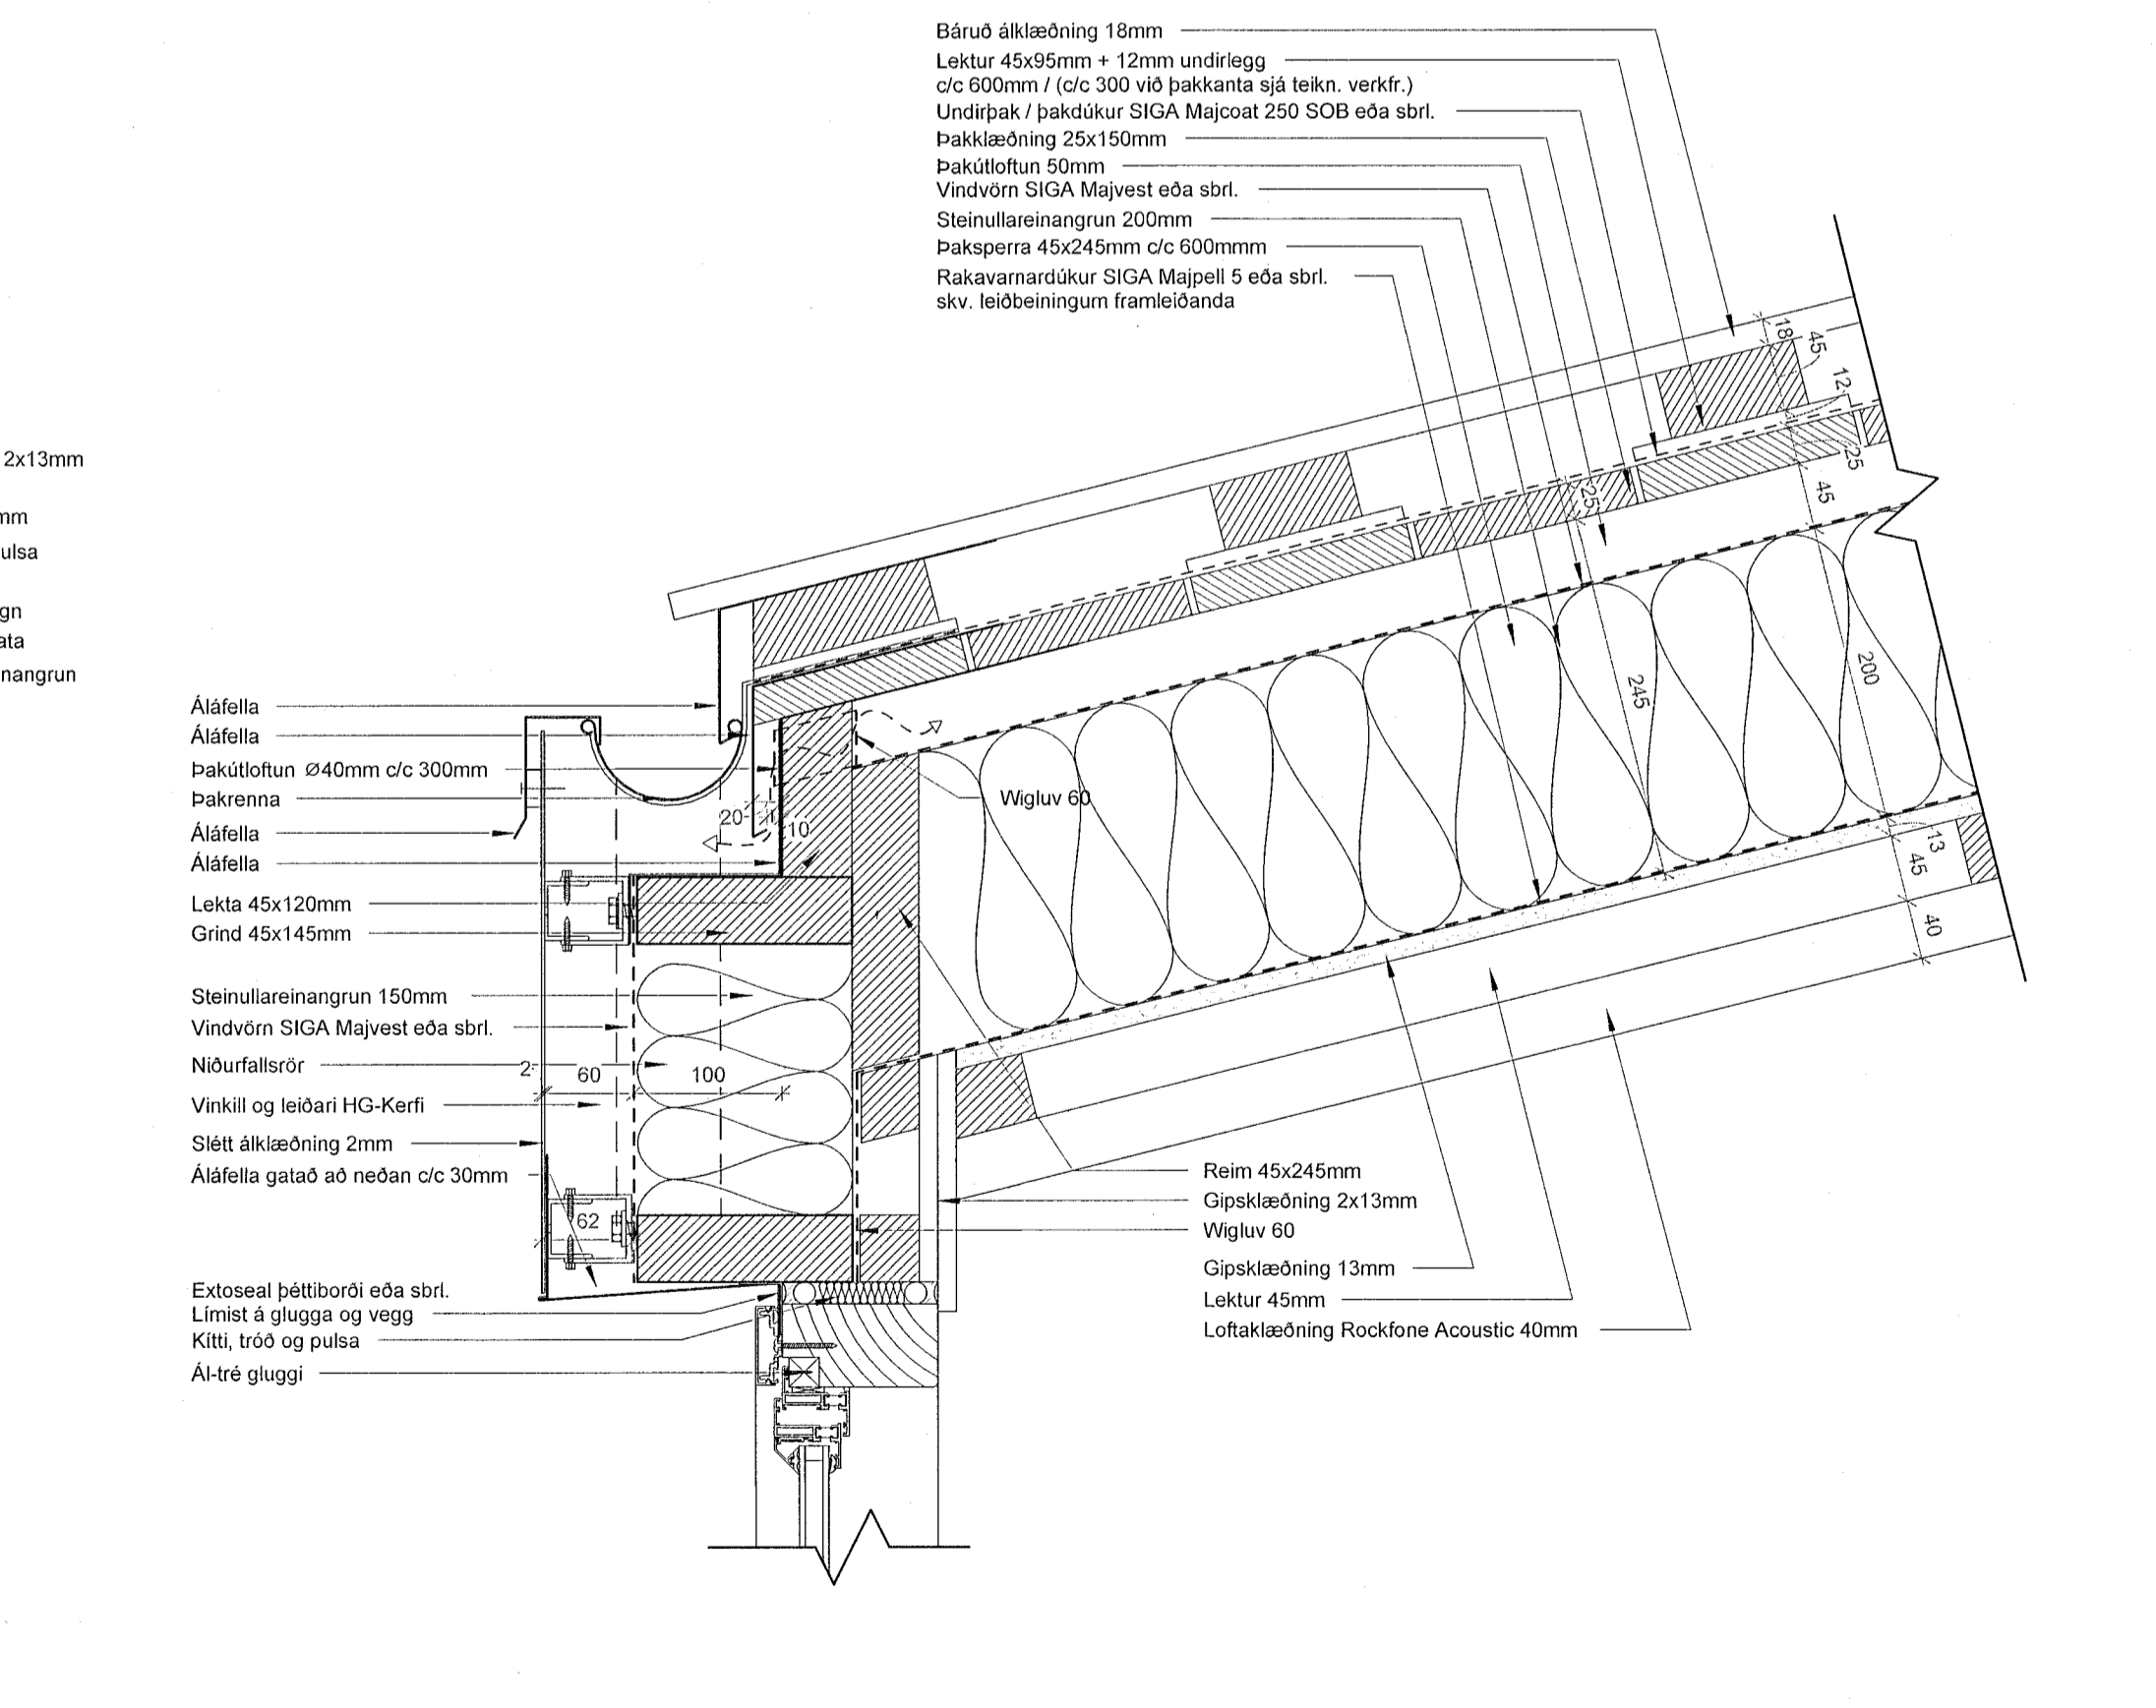 Báruð álklæðning 18mm
Lektur 45x95mm + 12mm undirlegg
c/c 600mm / (c/c 300 við þakkanta sjá teikn. verkfr.)
Undirþak / þakdúkur SIGA Majcoat 250 SOB eða sbrl.
Þakklæðning 25x150mm
Þakútloftun 50mm
Vindvörn SIGA Majvest eða sbrl.
Steinullareinangrun 200mm
Þaksperra 45x245mm c/c 600mmm
Rakavarnardúkur SIGA Majpell 5 eða sbrl.
skv. leiðbeiningum framleiðanda
18
45
12
25
45
25
200
245
13
45
40
2x13mm
mm
ulsa
gn
ata
nangrun
Áláfella
Áláfella
Þakútloftun Ø40mm c/c 300mm
Þakrenna
Áláfella
Áláfella
Lekta 45x120mm
Grind 45x145mm
Steinullareinangrun 150mm
Vindvörn SIGA Majvest eða sbrl.
Niðurfallsrör
Vinkill og leiðari HG-Kerfi
Slétt álklæðning 2mm
Áláfella gatað að neðan c/c 30mm
Extoseal þéttiborði eða sbrl.
Límist á glugga og vegg
Kítti, tróð og pulsa
Ál-tré gluggi
Wigluv 60
20
10
2
60
100
62
Reim 45x245mm
Gipsklæðning 2x13mm
Wigluv 60
Gipsklæðning 13mm
Lektur 45mm
Loftaklæðning Rockfone Acoustic 40mm